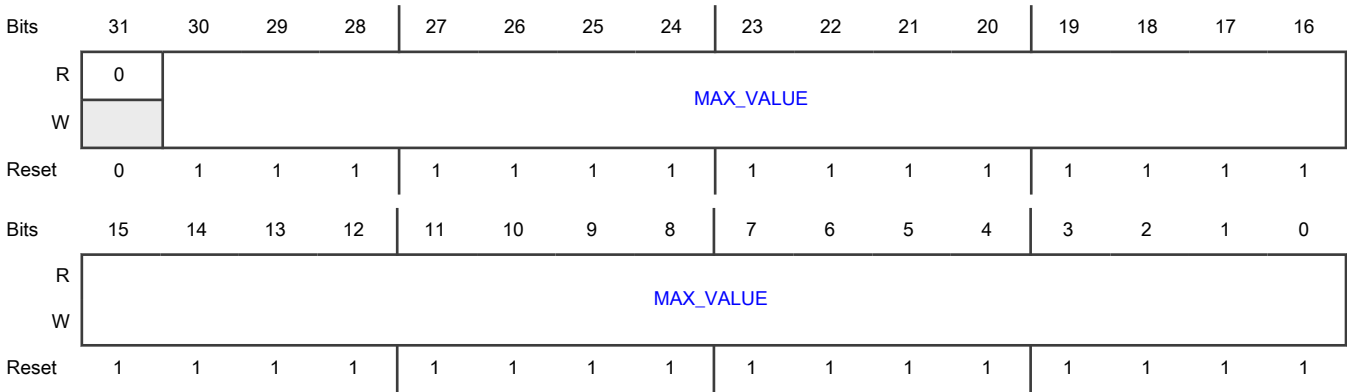 Bits 31 30 29 28 27 26 25 24 23 22 21 20 19 18 17 16
R 0
MAX_VALUE
W
Reset 0 1 1 1 1 1 1 1 1 1 1 1 1 1 1 1
Bits 15 14 13 12 11 10 9 8 7 6 5 4 3 2 1 0
R
MAX_VALUE
W
Reset 1 1 1 1 1 1 1 1 1 1 1 1 1 1 1 1